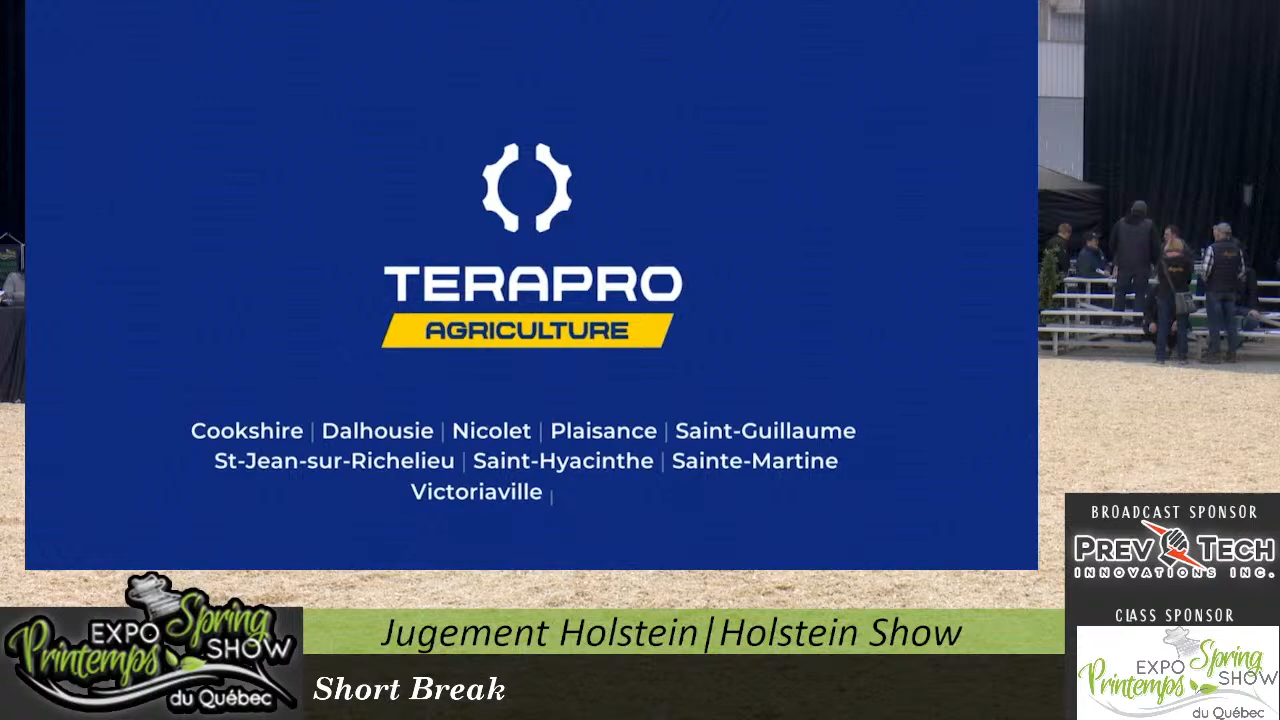 TERAPRO
AGRICULTURE
Cookshire | Dalhousie | Nicolet | Plaisance | Saint-Guillaume
St-Jean-sur-Richelieu | Saint-Hyacinthe | Sainte-Martine
Victoriaville |
BROADCAST SPONSOR
PREV TECH
INNOVATIONS INC.
CLASS SPONSOR
EXPO Spring
Printemps SHOW
du Québec
Jugement Holstein|Holstein Show
Short Break
EXPO Spring
Printemps SHOW
du Québec